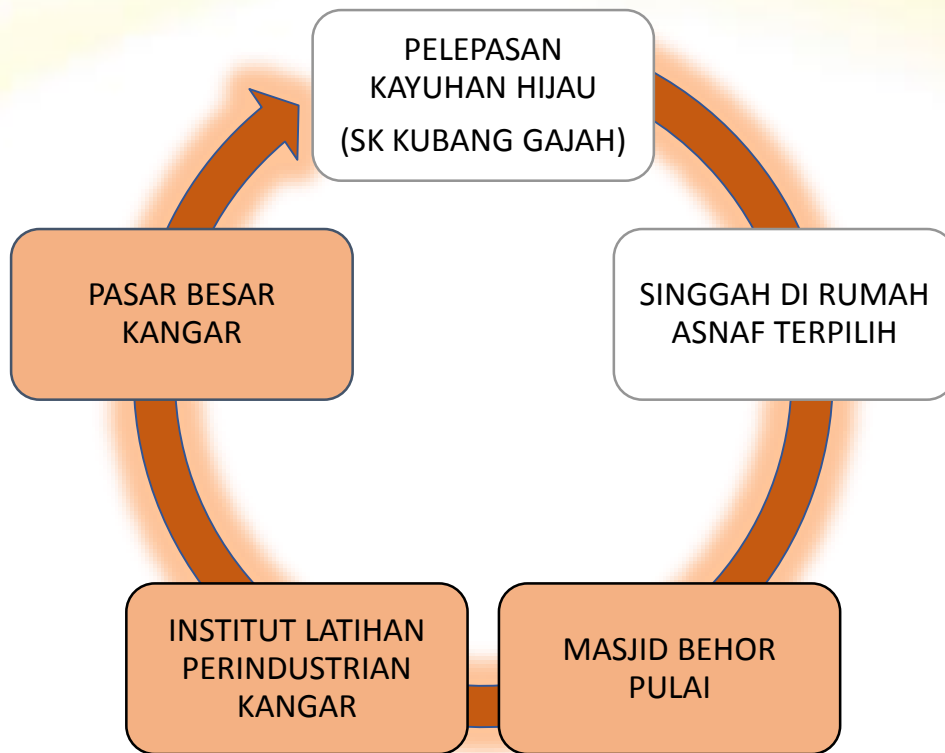 PELEPASAN
KAYUHAN HIJAU
(SK KUBANG GAJAH)
SINGGAH DI RUMAH
ASNAF TERPILIH
MASJID BEHOR
PULAI
INSTITUT LATIHAN
PERINDUSTRIAN
KANGAR
PASAR BESAR
KANGAR